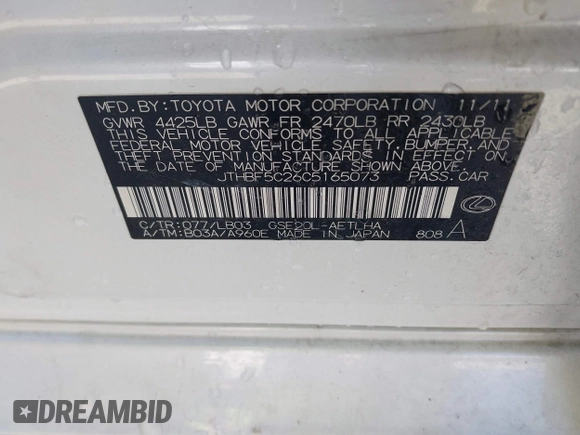 MFD. BY: TOYOTA MOTOR CORPORATION 11/11
GVWR 4425LB GAWR FR 2470LB RR 2430LB
THIS VEHICLE CONFORMS TO ALL APPLICABLE
FEDERAL MOTOR VEHICLE SAFETY, BUMPER, AND
THEFT PREVENTION STANDARDS IN EFFECT ON
THE DATE OF MANUFACTURE SHOWN ABOVE.
JTHBF5C26C5165073 PASS. CAR
C/TR: 077/LB03 GSE20L-AETLHA
A/TM: B03A/A960E MADE IN JAPAN 808 A
DREAMBID